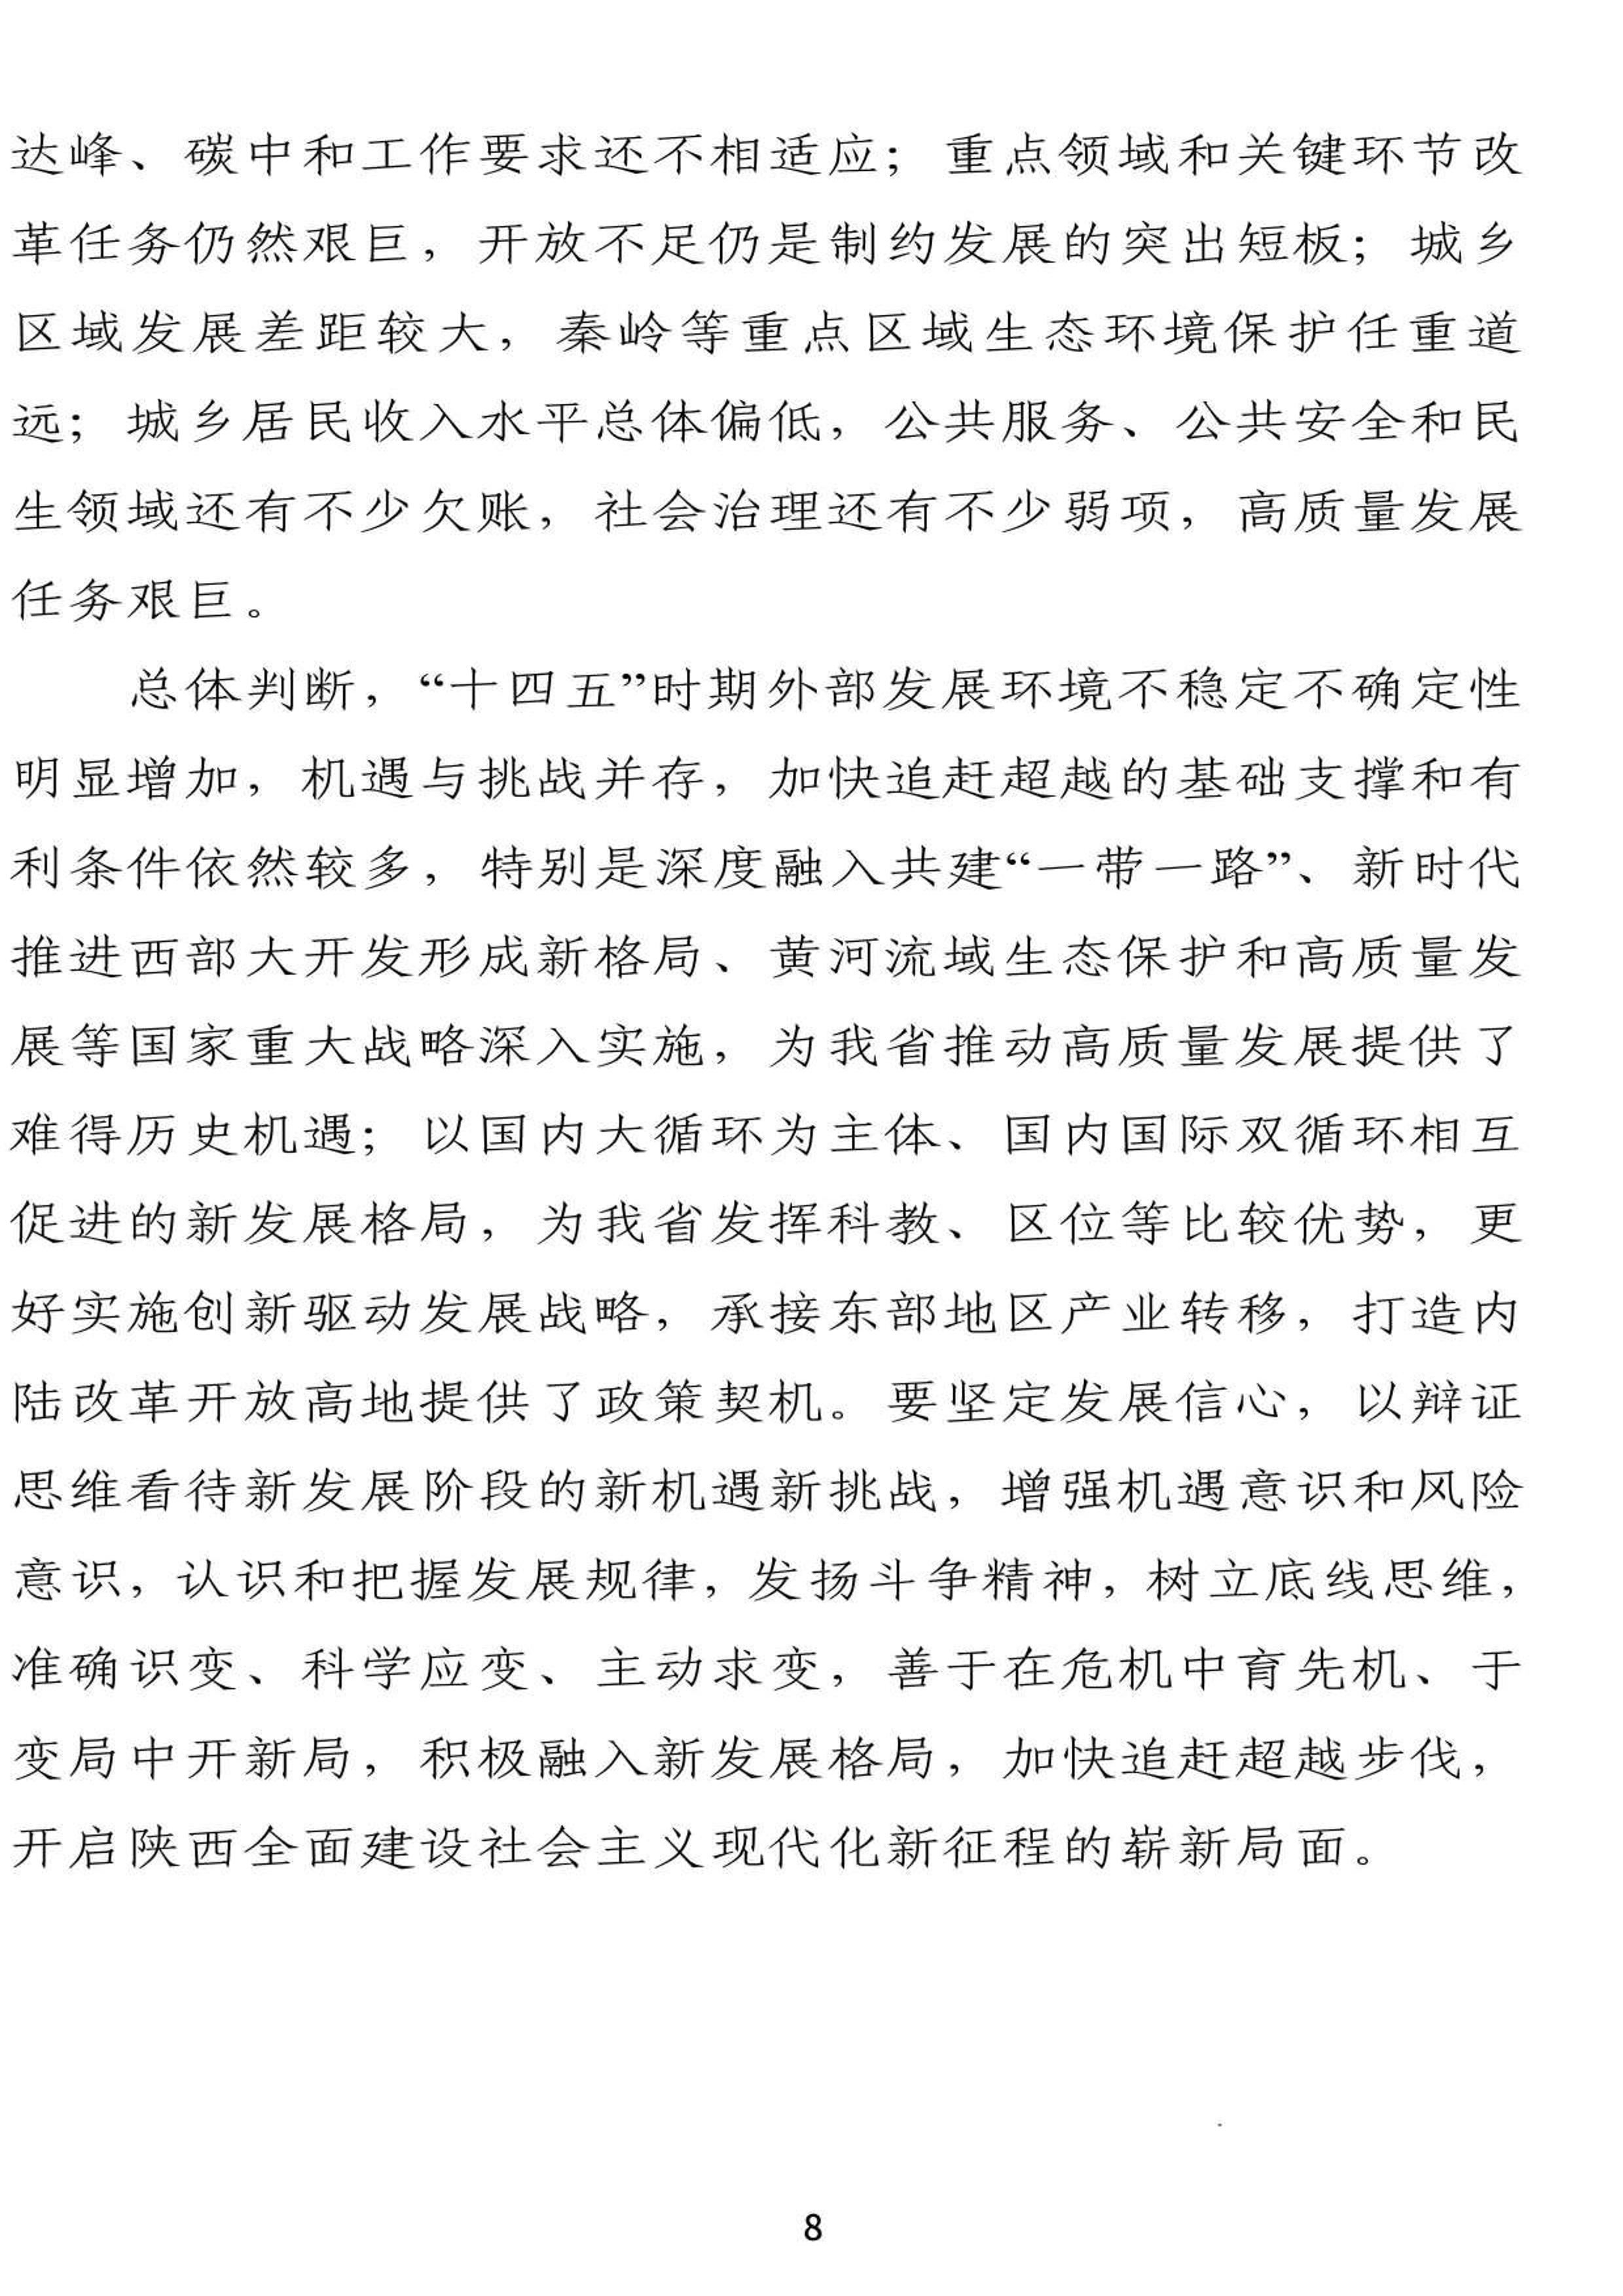 达峰、碳中和工作要求还不相适应；重点领域和关键环节改
革任务仍然艰巨，开放不足仍是制约发展的突出短板；城乡
区域发展差距较大，秦岭等重点区域生态环境保护任重道
远；城乡居民收入水平总体偏低，公共服务、公共安全和民
生领域还有不少欠账，社会治理还有不少弱项，高质量发展
任务艰巨。
总体判断，“十四五”时期外部发展环境不稳定不确定性
明显增加，机遇与挑战并存，加快追赶超越的基础支撑和有
利条件依然较多，特别是深度融入共建“一带一路”、新时代
推进西部大开发形成新格局、黄河流域生态保护和高质量发
展等国家重大战略深入实施，为我省推动高质量发展提供了
难得历史机遇；以国内大循环为主体、国内国际双循环相互
促进的新发展格局，为我省发挥科教、区位等比较优势，更
好实施创新驱动发展战略，承接东部地区产业转移，打造内
陆改革开放高地提供了政策契机。要坚定发展信心，以辩证
思维看待新发展阶段的新机遇新挑战，增强机遇意识和风险
意识，认识和把握发展规律，发扬斗争精神，树立底线思维，
准确识变、科学应变、主动求变，善于在危机中育先机、于
变局中开新局，积极融入新发展格局，加快追赶超越步伐，
开启陕西全面建设社会主义现代化新征程的崭新局面。
8